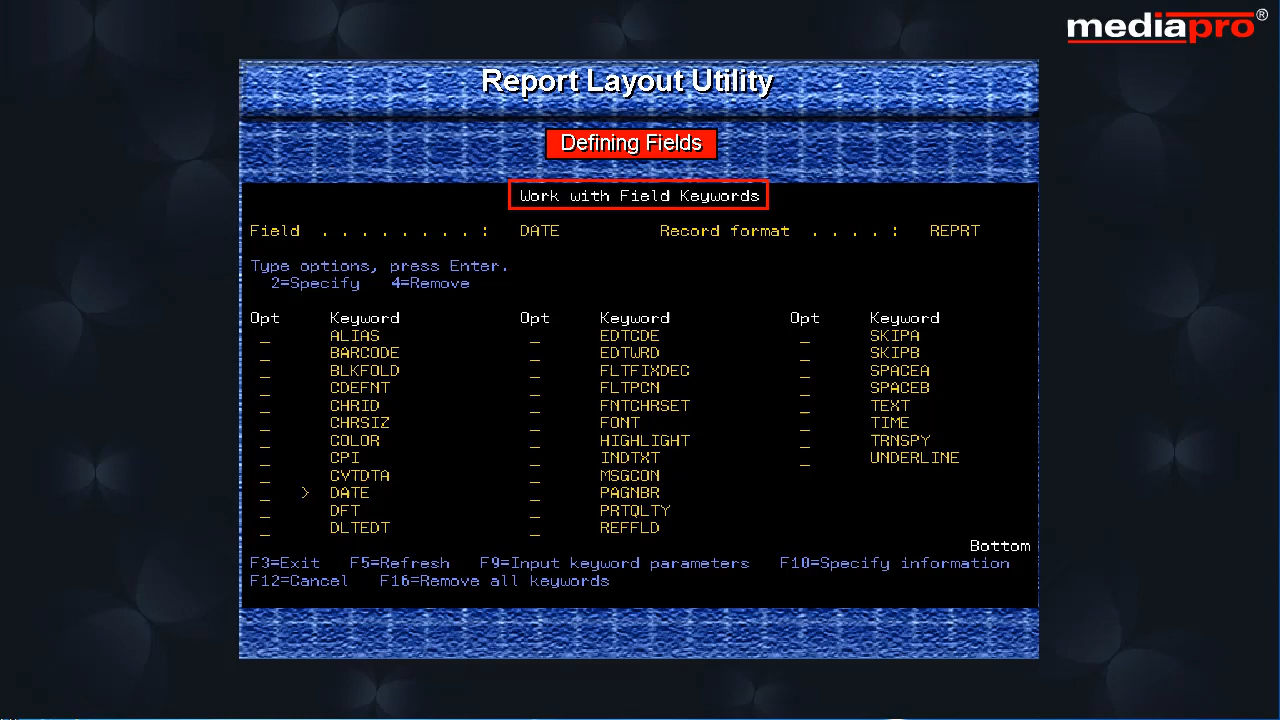 mediapro®
Report Layout Utility
Defining Fields
Work with Field Keywords
Field . . . . . . . . . : DATE Record format . . . . : REPRT
Type options, press Enter.
2=Specify 4=Remove
Opt Keyword Opt Keyword Opt Keyword
_ ALIAS _ EDTCDE _ SKIPA
_ BARCODE _ EDTWRD _ SKIPB
_ BLKFOLD _ FLTFIXDEC _ SPACEA
_ CDEFNT _ FLTPCN _ SPACEB
_ CHRID _ FNTCHRSET _ TEXT
_ CHRSIZ _ FONT _ TIME
_ COLOR _ HIGHLIGHT _ TRNSPY
_ CPI _ INDTXT _ UNDERLINE
_ CVTDTA _ MSGCON
_ > DATE _ PAGNBR
_ DFT _ PRTQLTY
_ DLTEDT _ REFFLD
Bottom
F3=Exit F5=Refresh F9=Input keyword parameters F10=Specify information
F12=Cancel F16=Remove all keywords